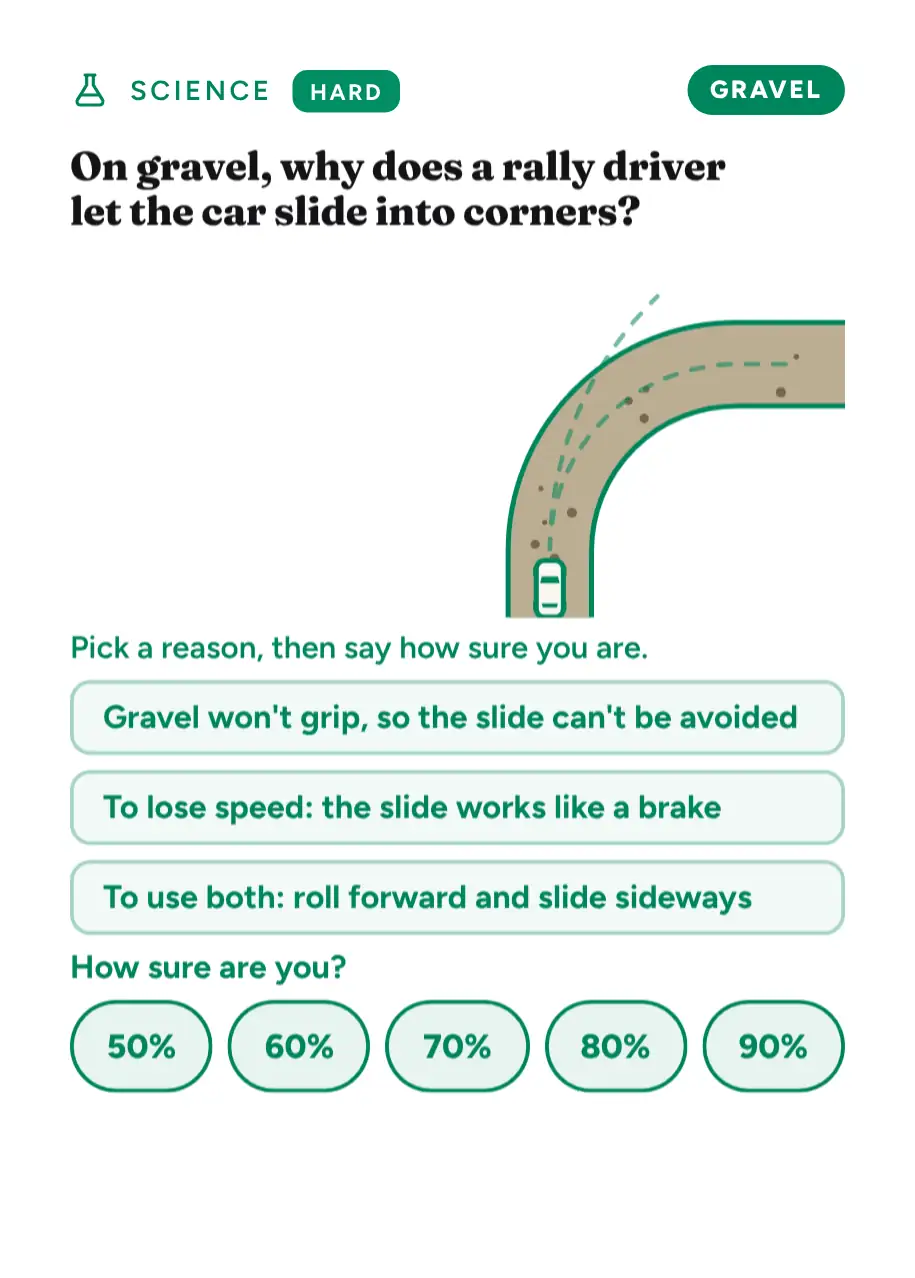 SCIENCE
HARD
GRAVEL
On gravel, why does a rally driver
let the car slide into corners?
Pick a reason, then say how sure you are.
Gravel won't grip, so the slide can't be avoided
To lose speed: the slide works like a brake
To use both: roll forward and slide sideways
How sure are you?
50%
60%
70%
80%
90%